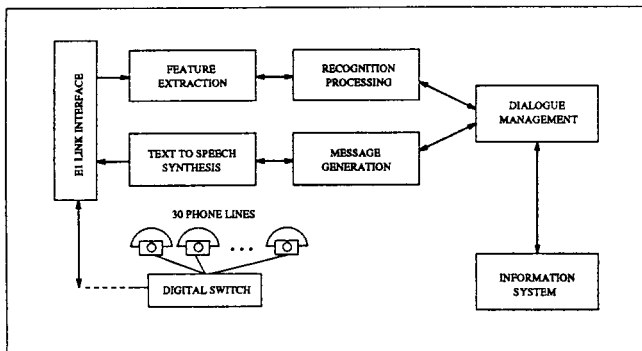 E1 LINK INTERFACE
FEATURE
EXTRACTION
RECOGNITION
PROCESSING
DIALOGUE
MANAGEMENT
TEXT TO SPEECH
SYNTHESIS
MESSAGE
GENERATION
30 PHONE LINES
...
DIGITAL SWITCH
INFORMATION
SYSTEM